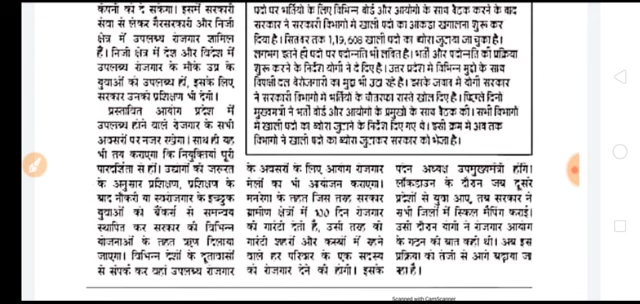 कंपनी को दे सकेगा। इसमें सरकारी
सेवा से लेकर गैरसरकारी और निजी
क्षेत्र में उपलब्ध रोजगार शामिल
हैं। निजी क्षेत्र में देश और विदेश में
उपलब्ध रोजगार के मौके उप्र के
युवाओं को उपलब्ध हों, इसके लिए
सरकार उनको प्रशिक्षण भी देगी।
प्रस्तावित आयोग प्रदेश में
उपलब्ध होने वाले रोजगार के सभी
अवसरों पर नजर रखेगा। साथ ही यह
भी तय कराएगा कि नियुक्तियां पूरी
पारदर्शिता से हों। उद्योगों की जरूरत
के अनुसार प्रशिक्षण, प्रशिक्षण के
बाद नौकरी या स्वरोजगार के इच्छुक
युवाओं को बैंकर्स से समन्वय
स्थापित कर सरकार की विभिन्न
योजनाओं के तहत ऋण दिलाया
जाएगा। विभिन्न देशों के दूतावासों
से संपर्क कर वहां उपलब्ध रोजगार
पदों पर भर्तियों के लिए विभिन्न बोर्ड और आयोगों के साथ बैठक करने के बाद
सरकार ने सरकारी विभागों में खाली पदों का आंकड़ा खंगालना शुरू कर
दिया है। सितंबर तक 1,19,608 खाली पदों का ब्योरा जुटाया जा चुका है।
लगभग इतने ही पदों पर पदोन्नति भी लंबित है। भर्ती और पदोन्नति की प्रक्रिया
शुरू करने के निर्देश योगी ने दे दिए हैं। उत्तर प्रदेश में विभिन्न मुद्दों के साथ
विपक्षी दल बेरोजगारी का मुद्दा भी उठा रहे हैं। इसके जवाब में योगी सरकार
ने सरकारी विभागों में भर्तियों के चौतरफा रास्ते खोल दिए हैं। पिछले दिनों
मुख्यमंत्री ने भर्ती बोर्ड और आयोगों के प्रमुखों के साथ बैठक की। सभी विभागों
में खाली पदों का ब्योरा जुटाने के निर्देश दिए गए थे। इसी क्रम में अब तक
विभागों ने खाली पदों का ब्योरा जुटाकर सरकार को भेजा है।
के अवसरों के लिए आयोग रोजगार
मेलों का भी आयोजन कराएगा।
मनरेगा के तहत जिस तरह सरकार
ग्रामीण क्षेत्रों में 100 दिन रोजगार
की गारंटी देती है, उसी तरह की
गारंटी शहरों और कस्बों में रहने
वाले हर परिवार के एक सदस्य
को रोजगार देने की होगी। इसके
पदेन अध्यक्ष उपमुख्यमंत्री होंगे।
लॉकडाउन के दौरान जब दूसरे
प्रदेशों से युवा आए, तब सरकार ने
सभी जिलों में स्किल मैपिंग कराई।
उसी दौरान योगी ने रोजगार आयोग
के गठन की बात कही थी। अब इस
प्रक्रिया को तेजी से आगे बढ़ाया जा
रहा है।
Scanned with CamScanner